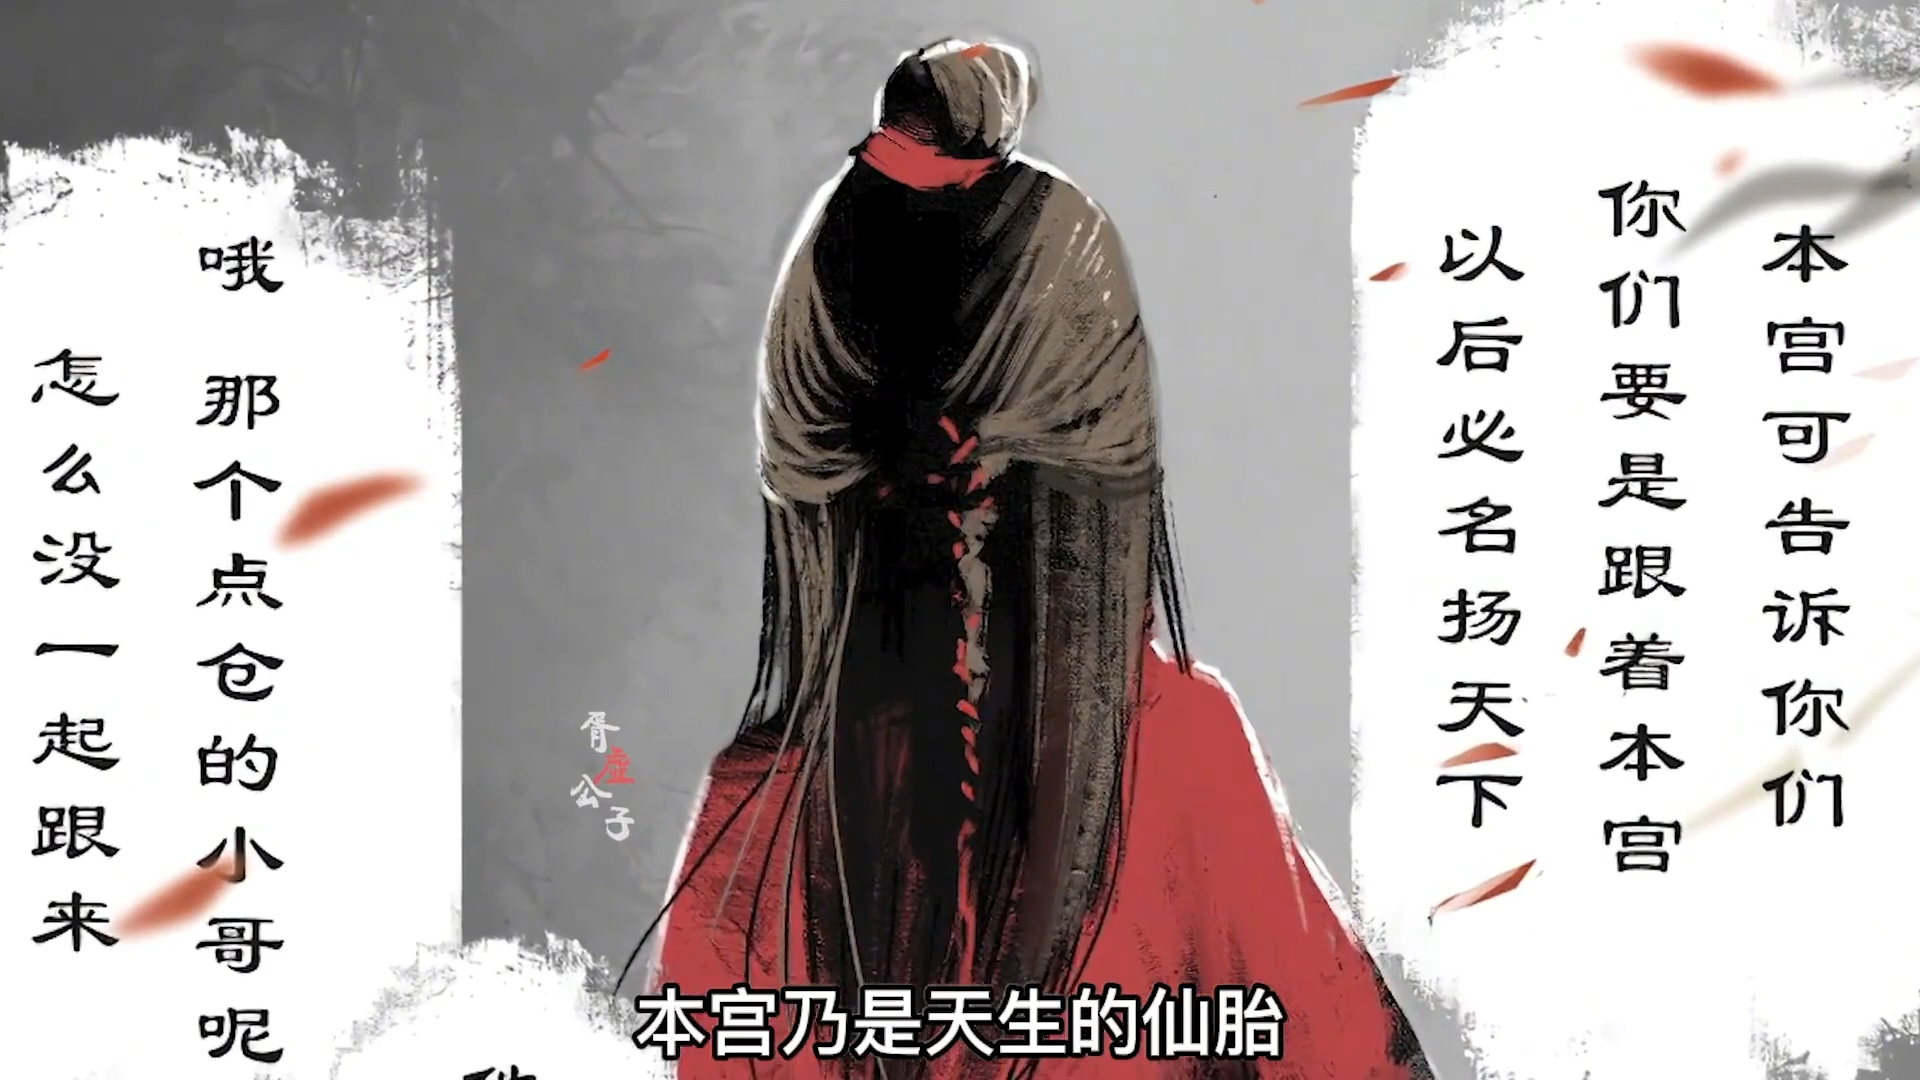 本宫可告诉你们
你们要是跟着本宫
以后必名扬天下
哦 那个点仓的小哥呢
怎么没一起跟来
胥虚公子
本宫乃是天生的仙胎